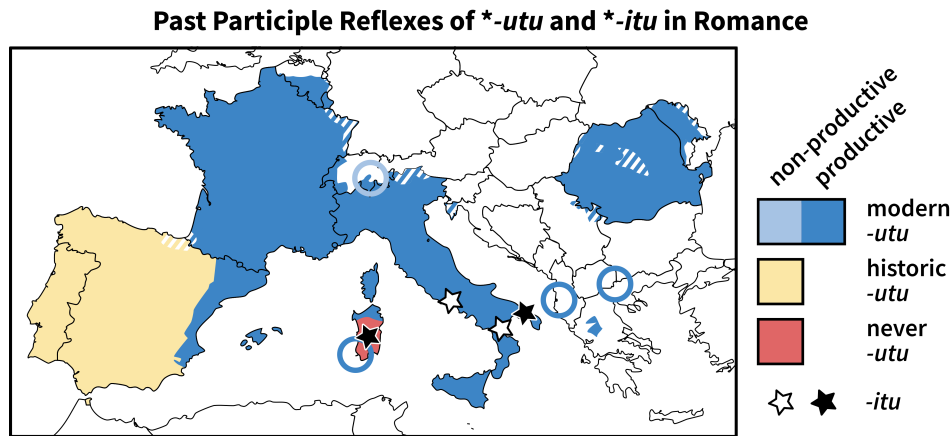 Past Participle Reflexes of *-utu and *-itu in Romance
non-productive
productive
modern
-utu
historic
-utu
never
-utu
-itu